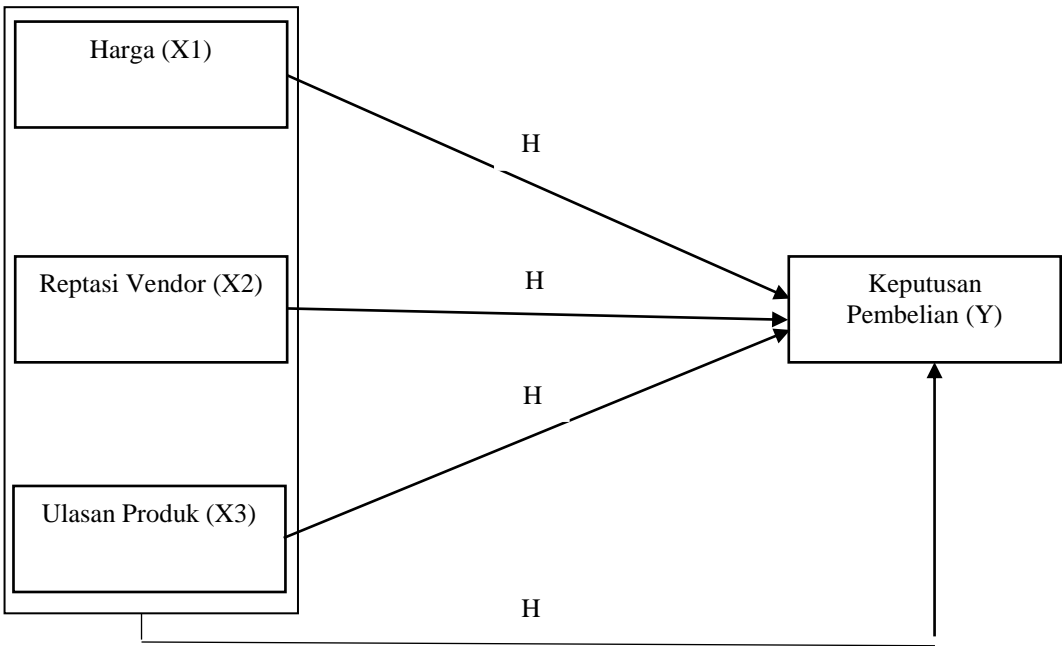 Harga (X1)
H
Reptasi Vendor (X2)
H
Keputusan
Pembelian (Y)
H
Ulasan Produk (X3)
H